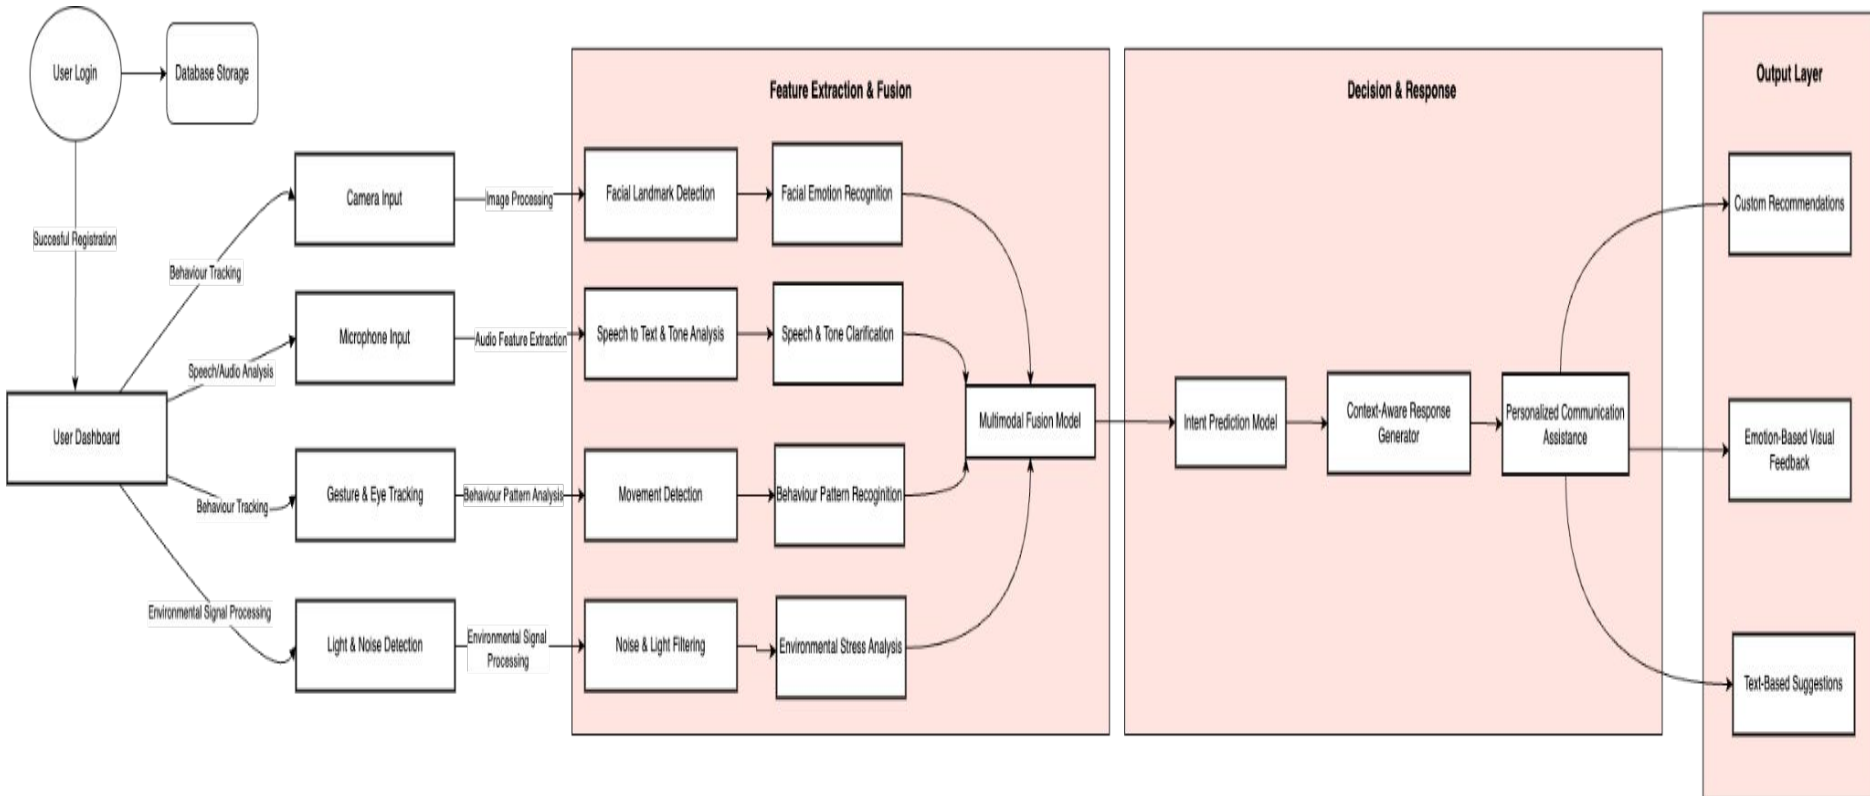 User Login
Database Storage
Succesful Registration
User Dashboard
Behaviour Tracking
Speech/Audio Analysis
Behaviour Tracking
Environmental Signal Processing
Camera Input
Microphone Input
Gesture & Eye Tracking
Light & Noise Detection
Image Processing
Audio Feature Extraction
Behaviour Pattern Analysis
Environmental Signal
Processing
Feature Extraction & Fusion
Facial Landmark Detection
Facial Emotion Recognition
Speech to Text & Tone Analysis
Speech & Tone Clarification
Movement Detection
Behaviour Pattern Recoginition
Noise & Light Filtering
Environmental Stress Analysis
Multimodal Fusion Model
Decision & Response
Intent Prediction Model
Context-Aware Response
Generator
Personalized Communication
Assistance
Output Layer
Custom Recommendations
Emotion-Based Visual
Feedback
Text-Based Suggestions